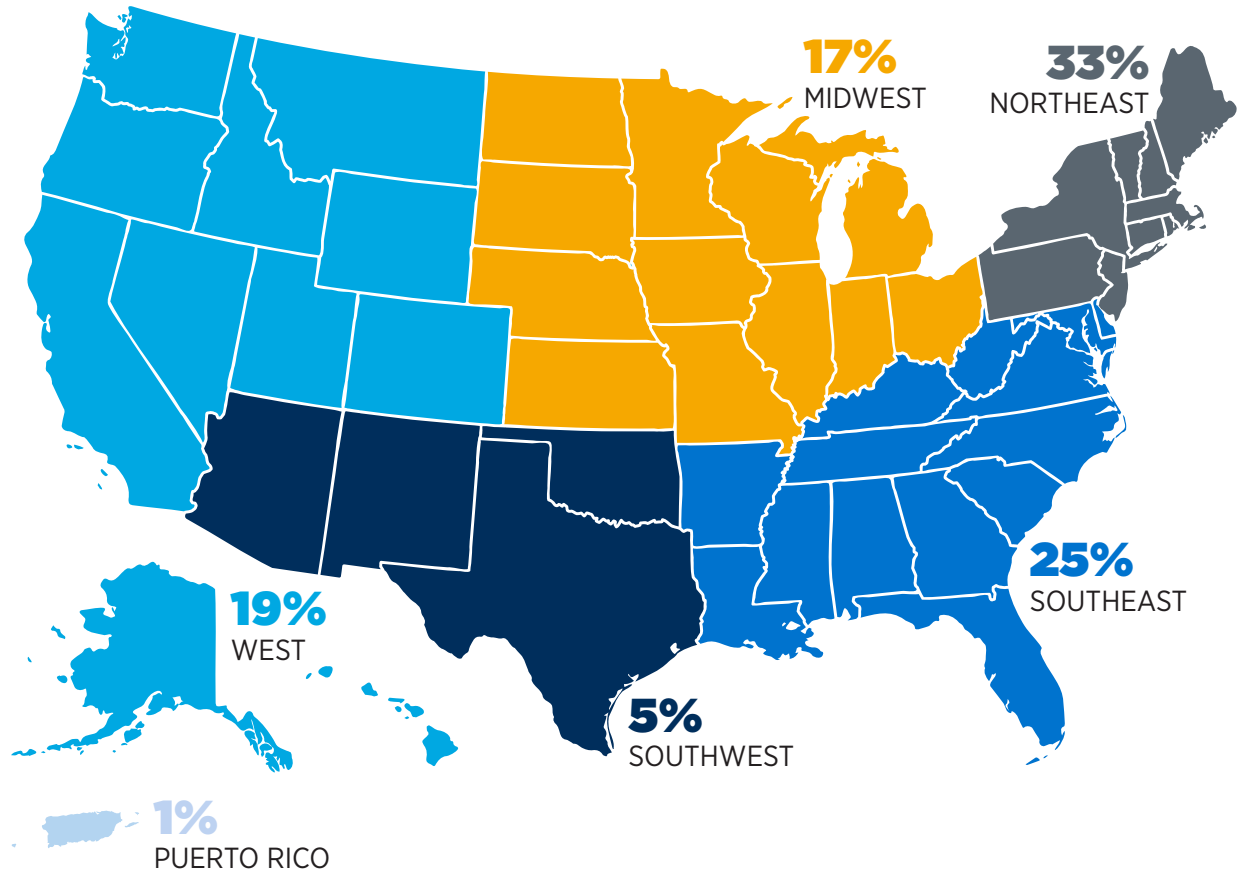 17%
MIDWEST
33%
NORTHEAST
25%
SOUTHEAST
19%
WEST
5%
SOUTHWEST
1%
PUERTO RICO